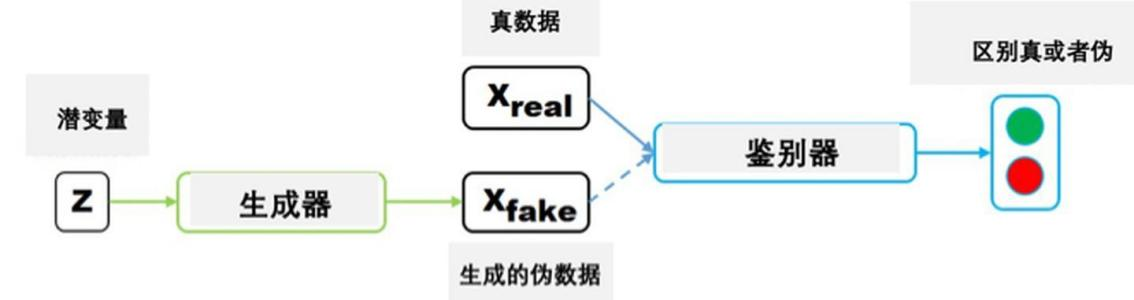 真数据
区别真或者伪
X_real
潜变量
鉴别器
Z
生成器
X_fake
生成的伪数据